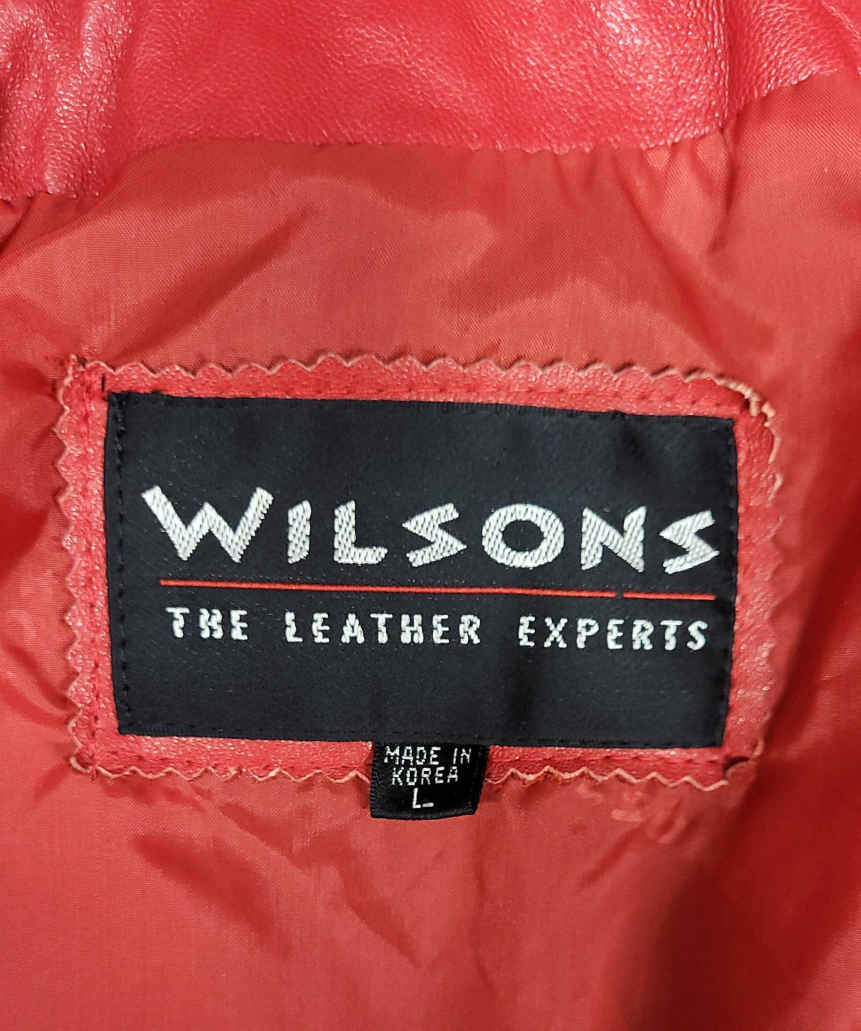 WILSONS
THE LEATHER EXPERTS
MADE IN
KOREA
L